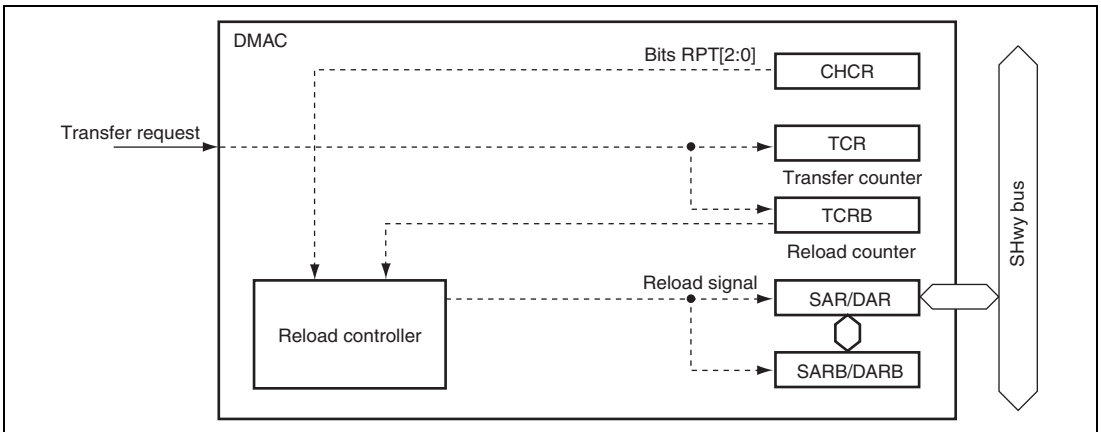 DMAC
Bits RPT[2:0]
CHCR
Transfer request
TCR
Transfer counter
TCRB
Reload counter
Reload signal
SAR/DAR
Reload controller
SARB/DARB
SHwy bus